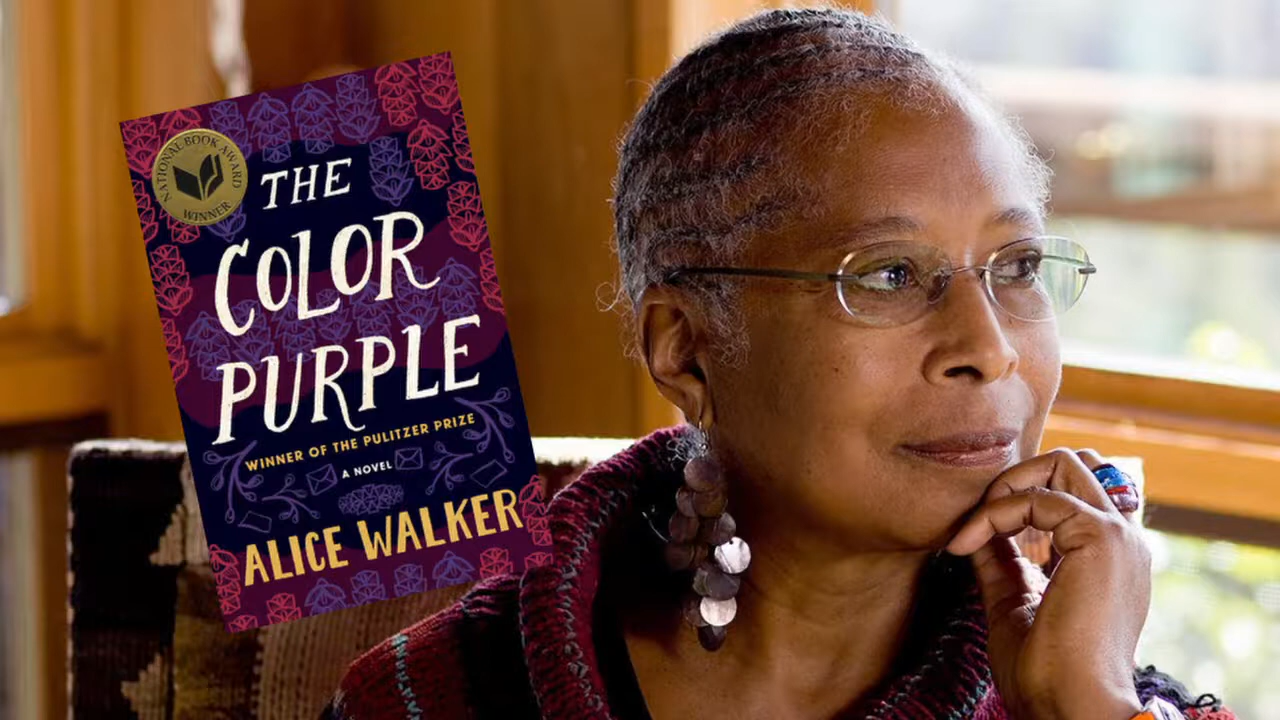 NATIONAL BOOK AWARD
WINNER
THE
COLOR
PURPLE
WINNER OF THE PULITZER PRIZE
A NOVEL
ALICE WALKER